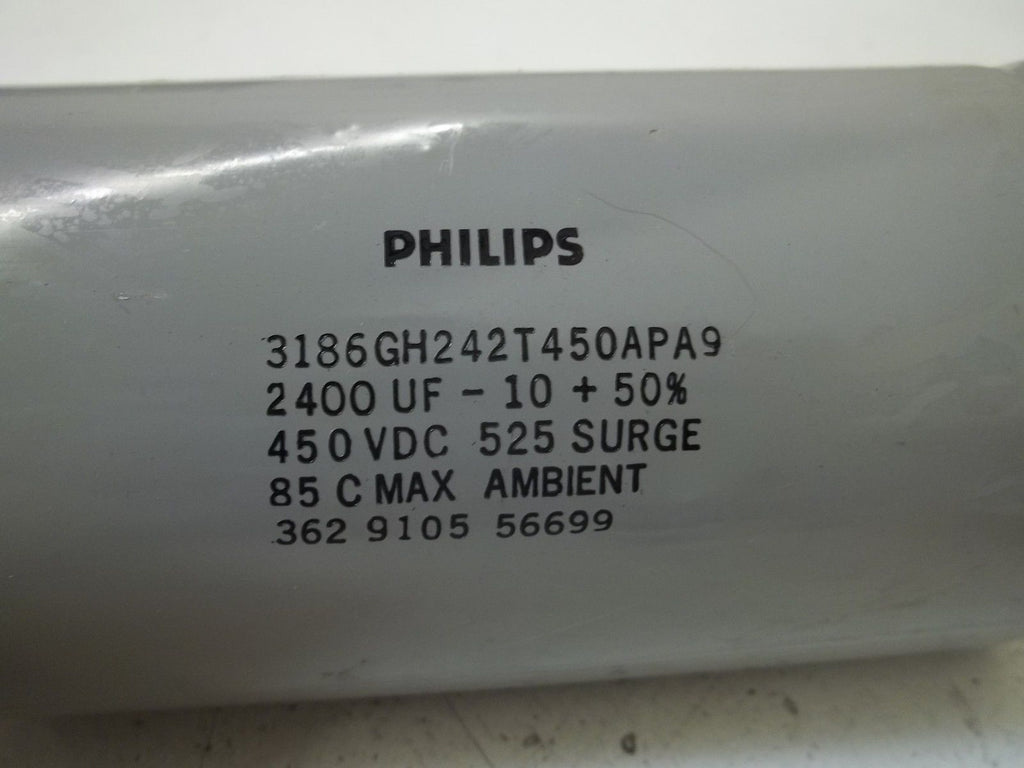 PHILIPS
3186GH242T450APA9
2400 UF - 10 + 50%
450 VDC 525 SURGE
85 C MAX AMBIENT
362 9105 56699